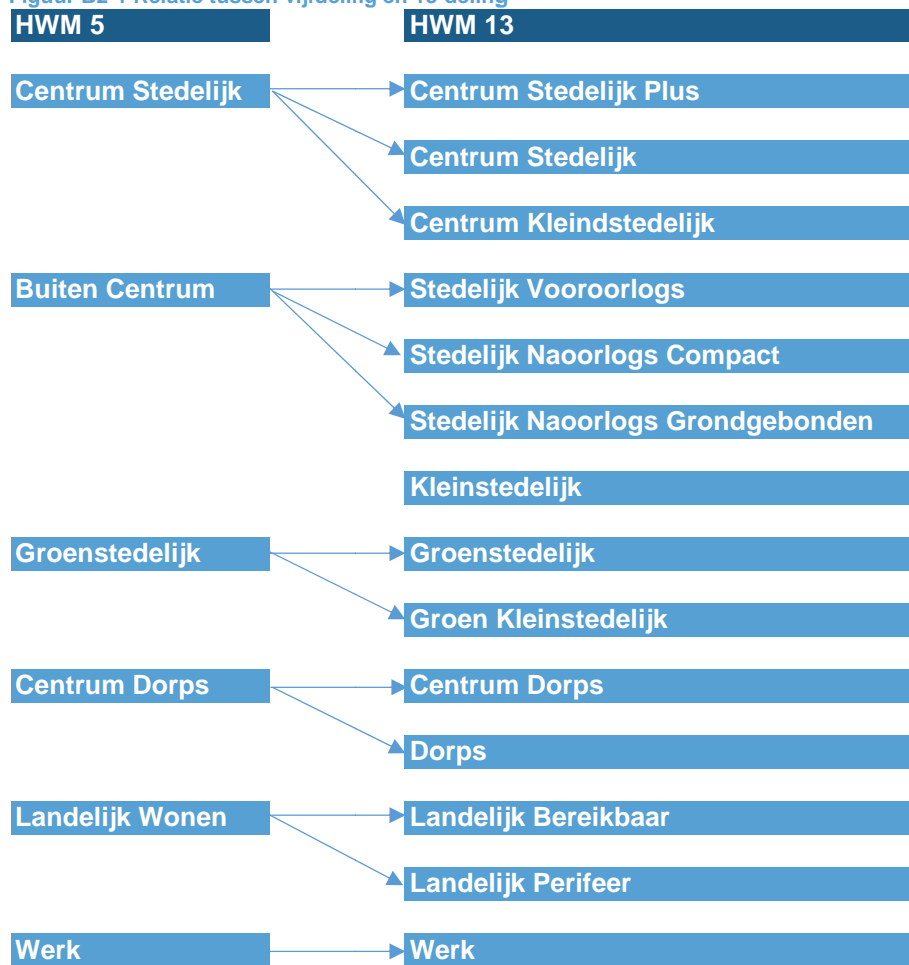 HWM 5 HWM 13
Centrum Stedelijk Centrum Stedelijk Plus
Centrum Stedelijk
Centrum Kleindstedelijk
Buiten Centrum Stedelijk Vooroorlogs
Stedelijk Naoorlogs Compact
Stedelijk Naoorlogs Grondgebonden
Kleinstedelijk
Groenstedelijk Groenstedelijk
Groen Kleinstedelijk
Centrum Dorps Centrum Dorps
Dorps
Landelijk Wonen Landelijk Bereikbaar
Landelijk Perifeer
Werk Werk